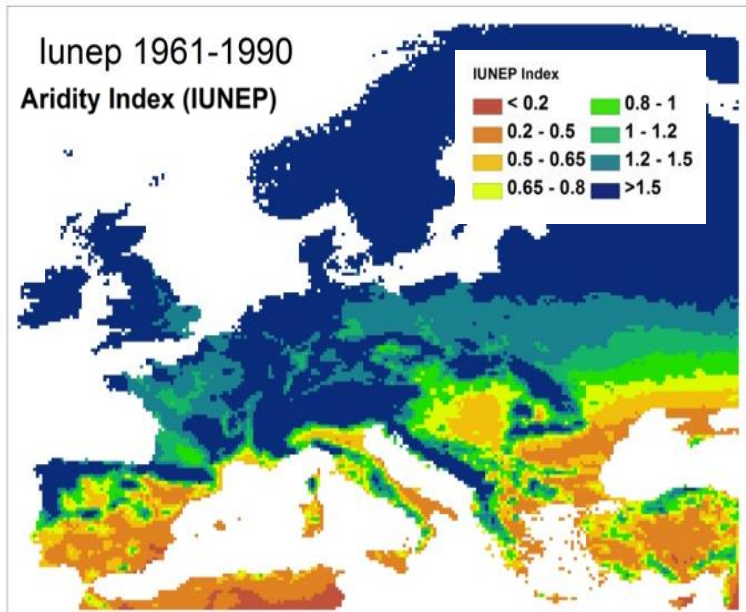 Iunep 1961-1990
Aridity Index (IUNEP)
IUNEP Index
< 0.2
0.2 - 0.5
0.5 - 0.65
0.65 - 0.8
0.8 - 1
1 - 1.2
1.2 - 1.5
>1.5